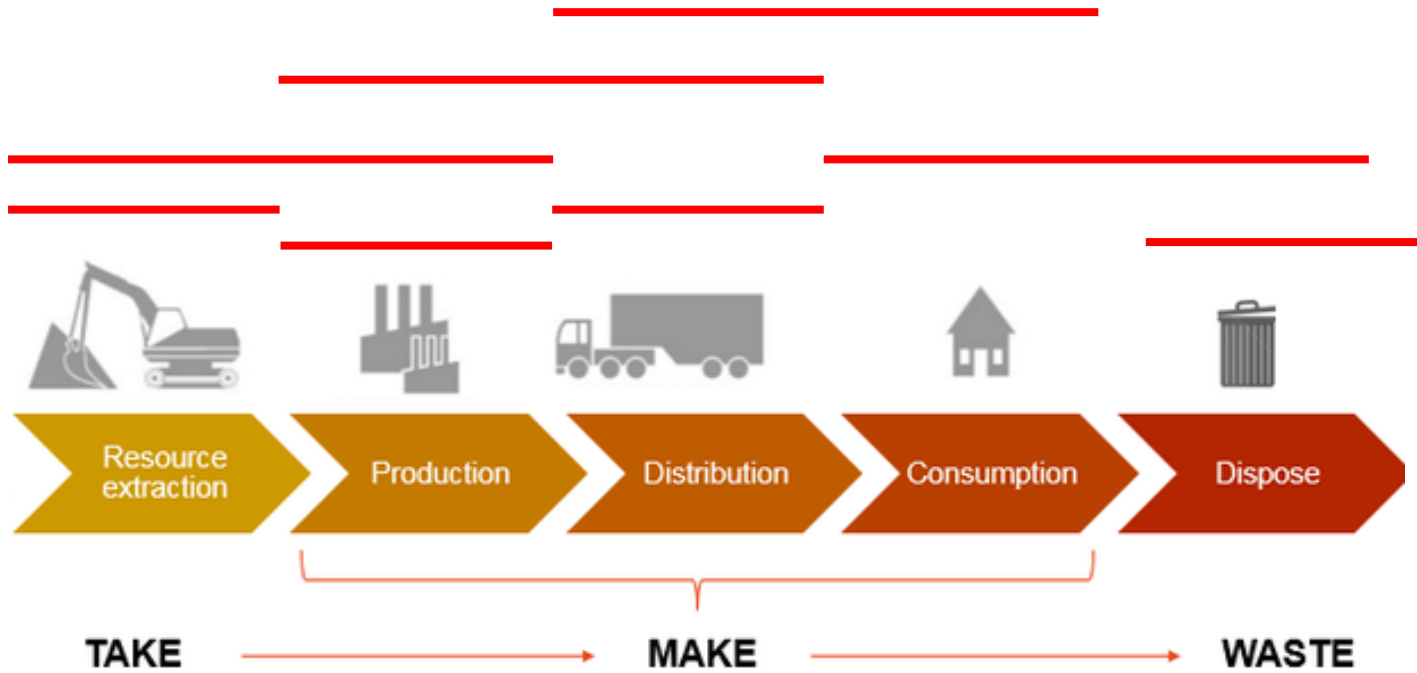 Resource
extraction
Production
Distribution
Consumption
Dispose
TAKE
MAKE
WASTE